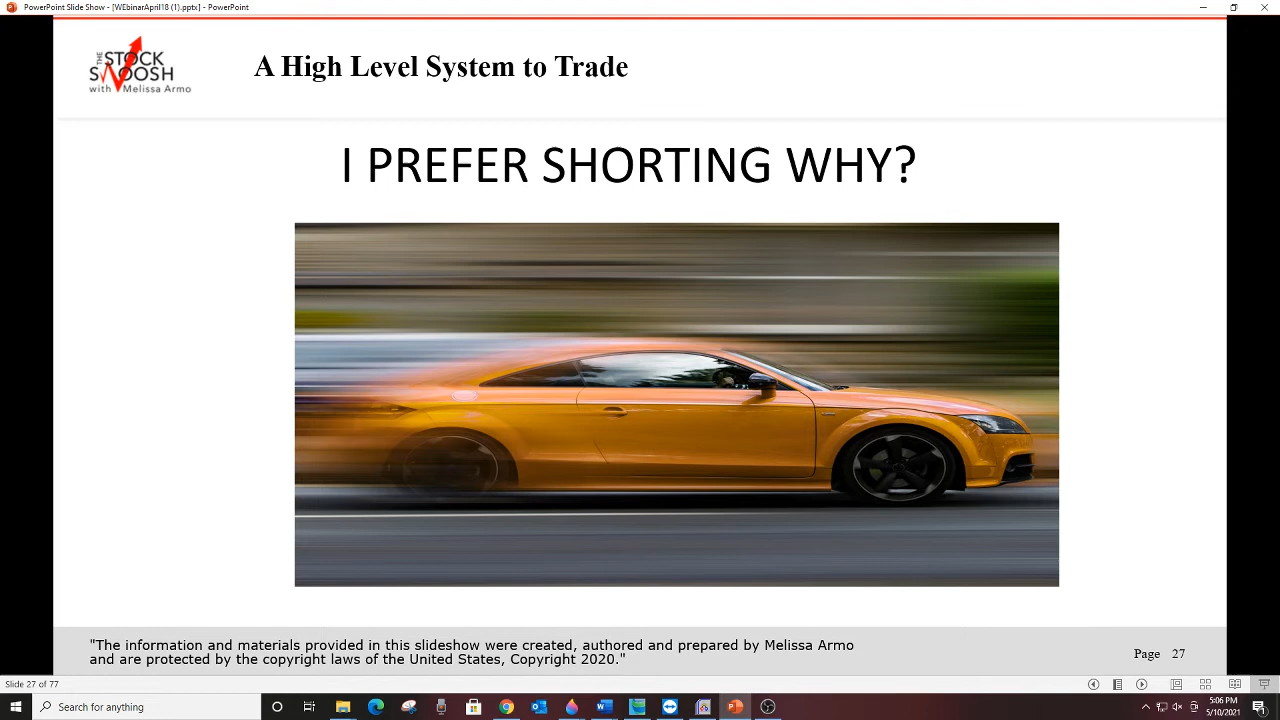 PowerPoint Slide Show - [WEbinarApril18 (1).pptx] - PowerPoint
THE
STOCK
SWOOSH
with Melissa Armo
A High Level System to Trade
I PREFER SHORTING WHY?
"The information and materials provided in this slideshow were created, authored and prepared by Melissa Armo
and are protected by the copyright laws of the United States, Copyright 2020."
Page 27
Slide 27 of 77
Search for anything
5:06 PM
5/10/2021